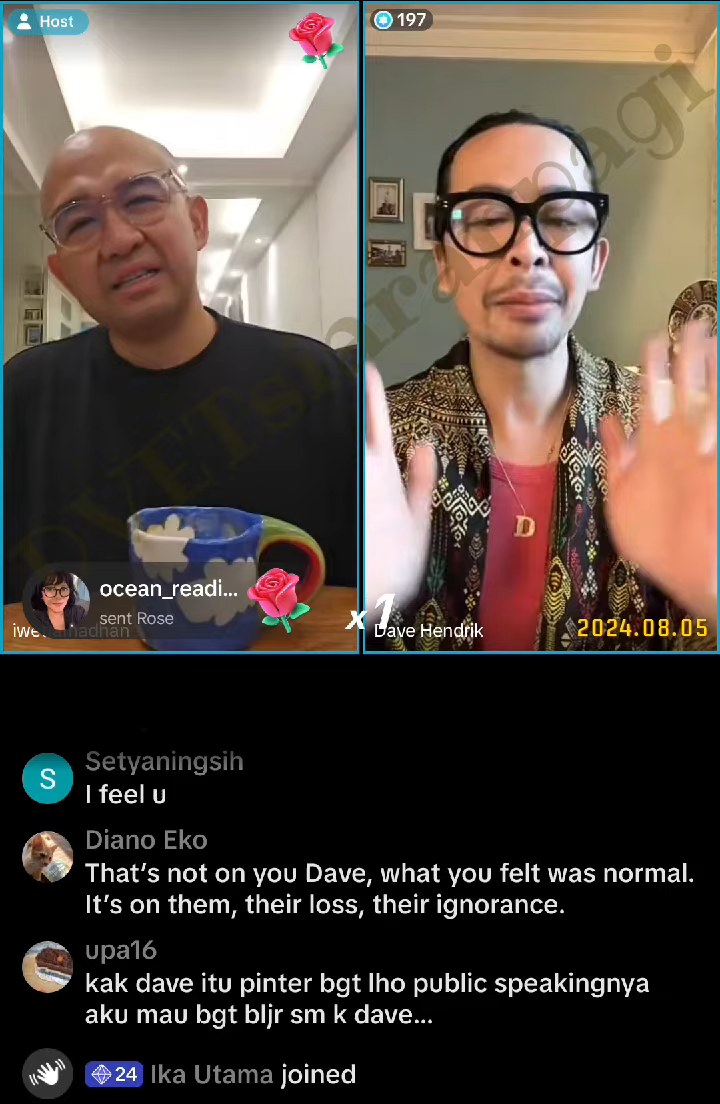 Host
197
DVETsiaranpagi
ocean_readi...
sent Rose
x1
Dave Hendrik
D
2024.08.05
S
Setyaningsih
I feel u
Diano Eko
That's not on you Dave, what you felt was normal.
It's on them, their loss, their ignorance.
upa16
kak dave itu pinter bgt lho public speakingnya
aku mau bgt bljr sm k dave...
24 Ika Utama joined